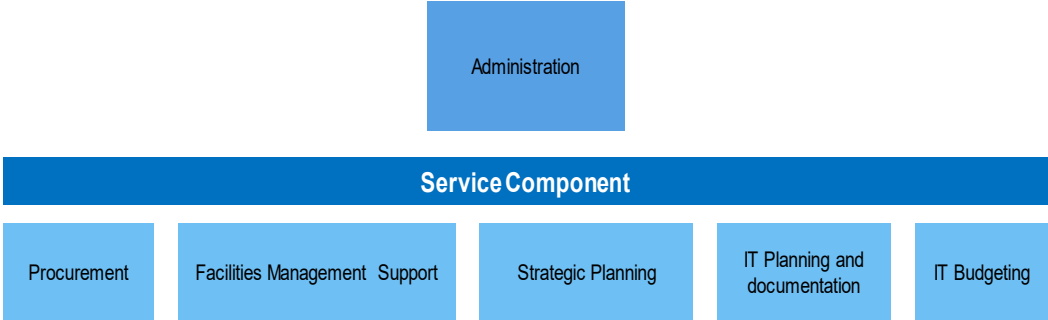 Administration
Service Component
Procurement
Facilities Management Support
Strategic Planning
IT Planning and
documentation
IT Budgeting